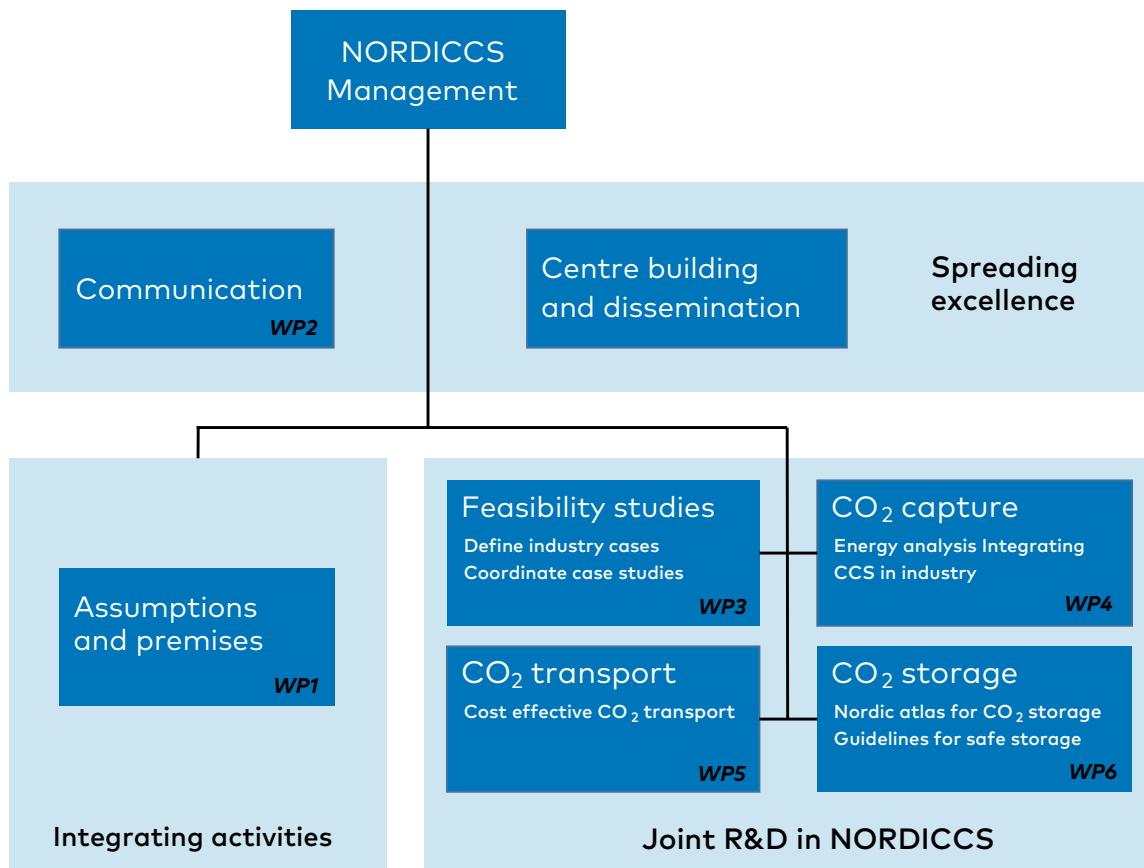 NORDICCS
Management
Communication
WP2
Centre building
and dissemination
Spreading
excellence
Assumptions
and premises
WP1
Integrating activities
Feasibility studies
Define industry cases
Coordinate case studies
WP3
CO₂ capture
Energy analysis Integrating
CCS in industry
WP4
CO₂ transport
Cost effective CO₂ transport
WP5
CO₂ storage
Nordic atlas for CO₂ storage
Guidelines for safe storage
WP6
Joint R&D in NORDICCS